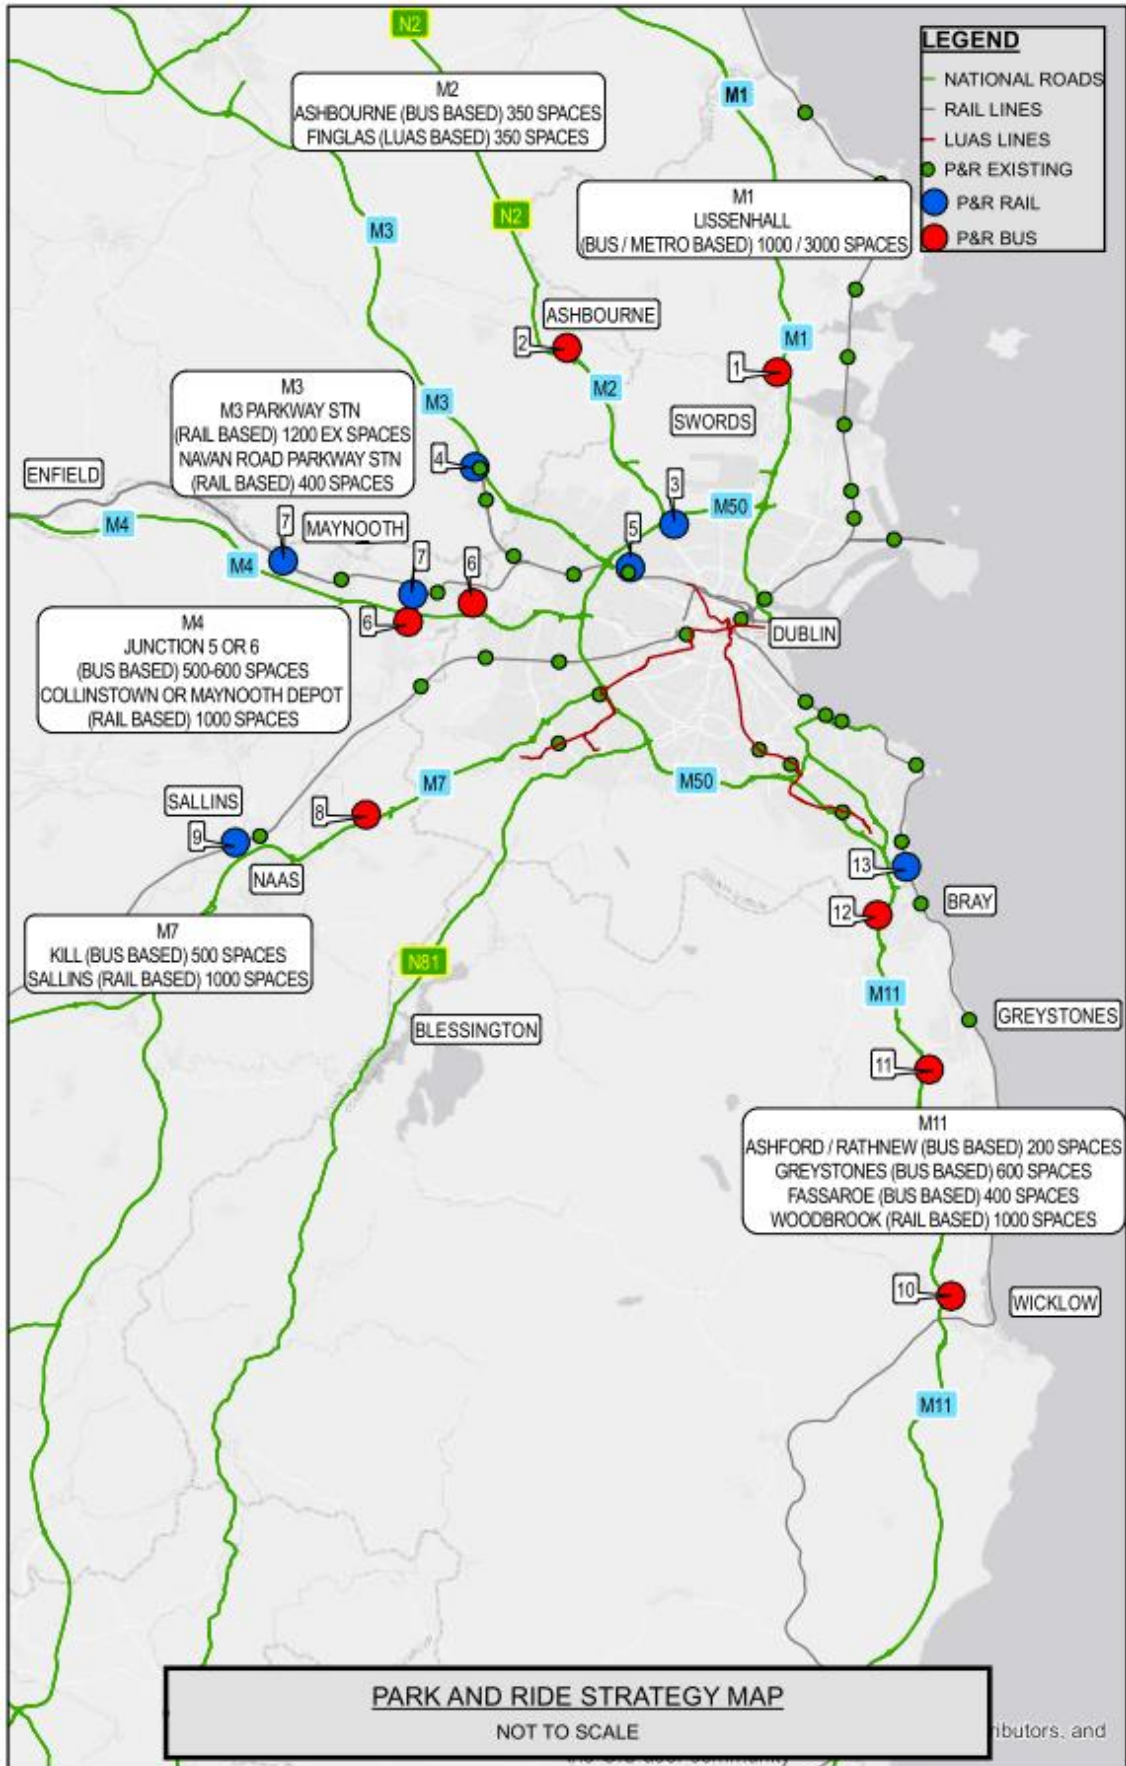 N2
LEGEND
NATIONAL ROADS
RAIL LINES
LUAS LINES
P&R EXISTING
P&R RAIL
P&R BUS
M1
M2
ASHBOURNE (BUS BASED) 350 SPACES
FINGLAS (LUAS BASED) 350 SPACES
M1
LISSENHALL
(BUS / METRO BASED) 1000 / 3000 SPACES
N2
M3
ASHBOURNE
2
M1
1
M2
M3
M3
M3 PARKWAY STN
(RAIL BASED) 1200 EX SPACES
NAVAN ROAD PARKWAY STN
(RAIL BASED) 400 SPACES
SWORDS
4
ENFIELD
3
M50
M4
7
MAYNOOTH
5
M4
7
6
6
DUBLIN
M4
JUNCTION 5 OR 6
(BUS BASED) 500-600 SPACES
COLLINSTOWN OR MAYNOOTH DEPOT
(RAIL BASED) 1000 SPACES
M7
M50
SALLINS
8
9
NAAS
13
BRAY
12
M7
KILL (BUS BASED) 500 SPACES
SALLINS (RAIL BASED) 1000 SPACES
N81
M11
BLESSINGTON
GREYSTONES
11
M11
ASHFORD / RATHNEW (BUS BASED) 200 SPACES
GREYSTONES (BUS BASED) 600 SPACES
FASSAROE (BUS BASED) 400 SPACES
WOODBROOK (RAIL BASED) 1000 SPACES
10
WICKLOW
M11
PARK AND RIDE STRATEGY MAP
NOT TO SCALE
ributors, and